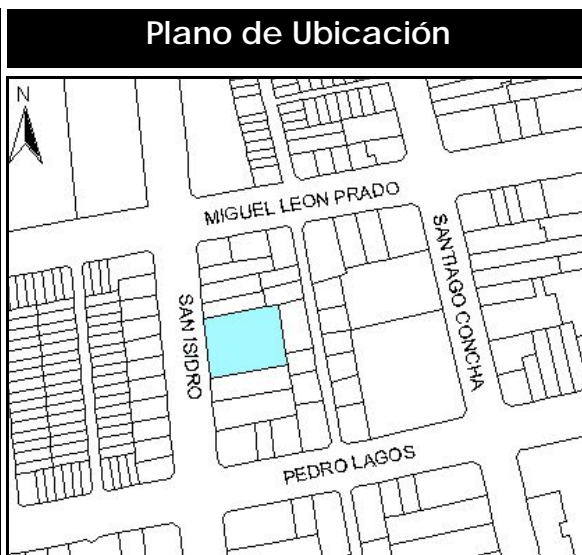 Plano de Ubicación
N
MIGUEL LEON PRADO
SANTIAGO CONCHA
SAN ISIDRO
PEDRO LAGOS